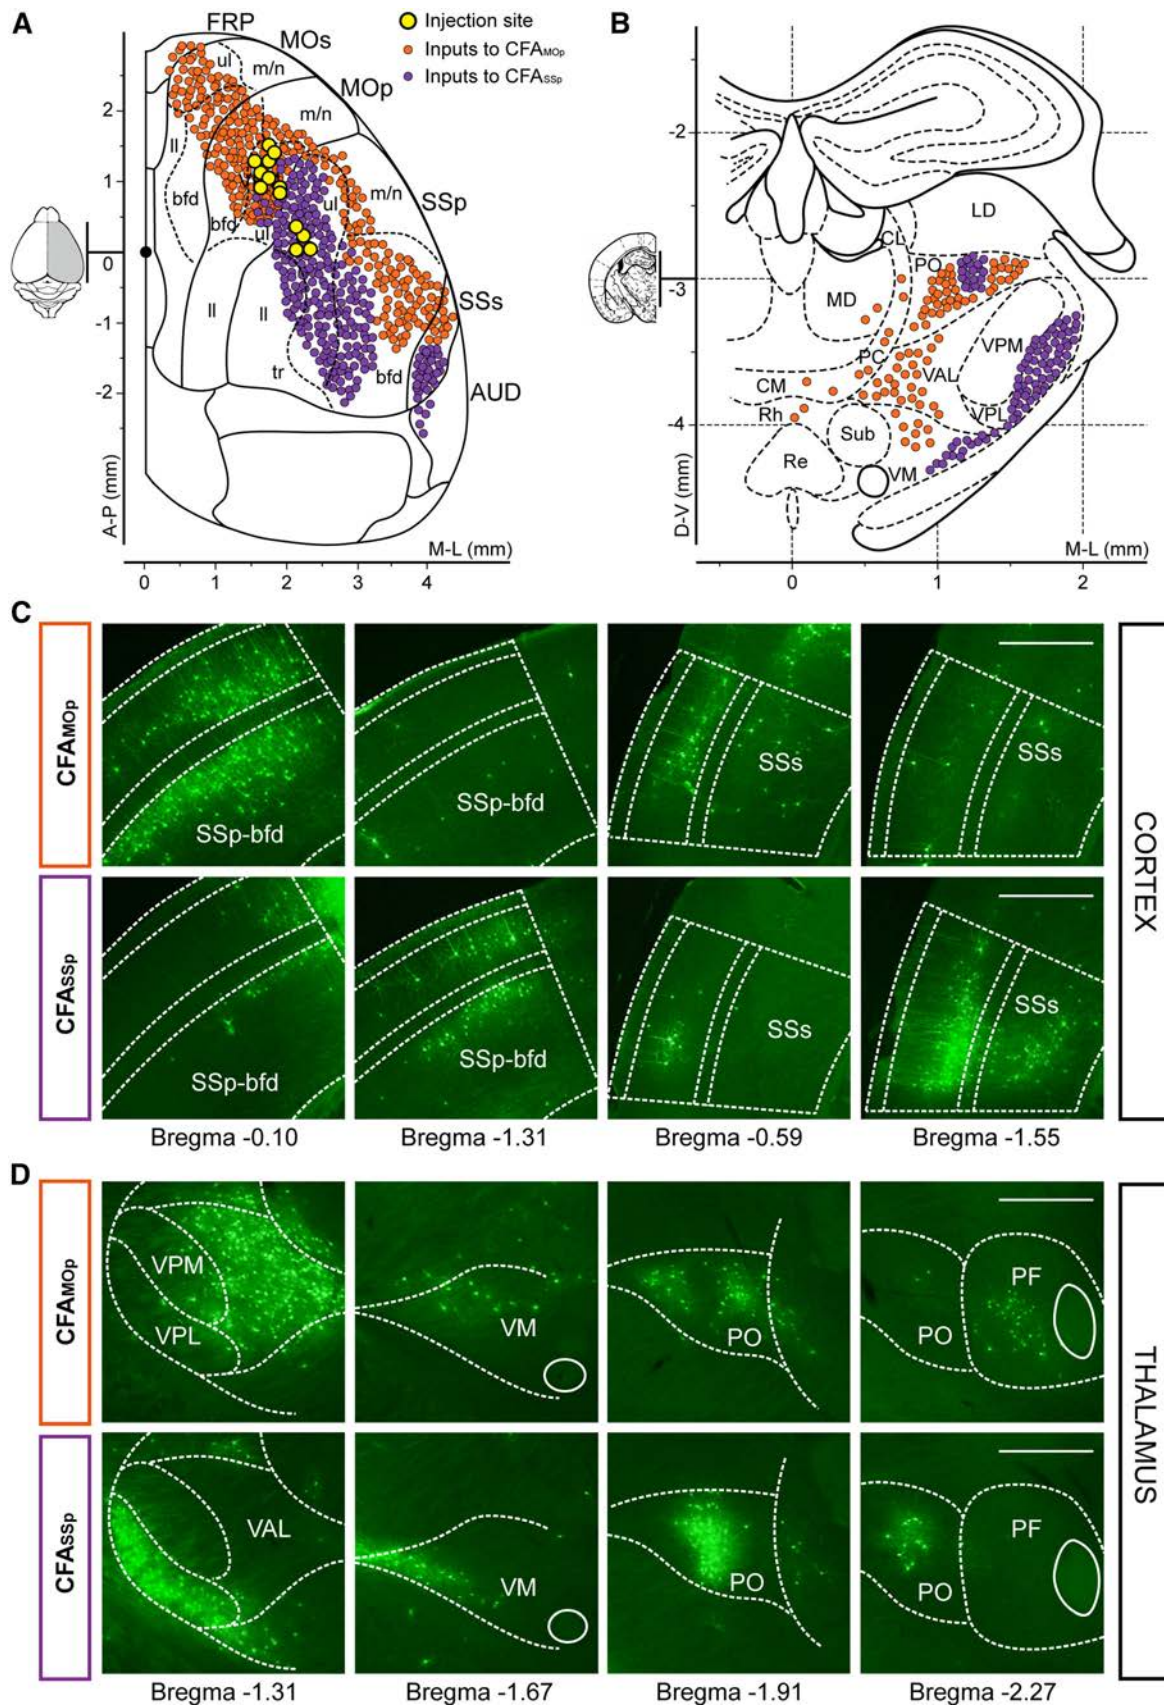 A
FRP
MOs
MOp
SSp
SSs
AUD
Injection site
Inputs to CFAMOp
Inputs to CFASSp
ul
m/n
m/n
m/n
ll
bfd
bfd
ul
ul
ll
ll
tr
bfd
2
1
0
-1
-2
A-P (mm)
M-L (mm)
0
1
2
3
4
B
-2
-3
-4
D-V (mm)
LD
CL
PO
MD
PC
VPM
VAL
CM
VPL
Rh
Sub
Re
VM
M-L (mm)
0
1
2
C
CFAMOp
SSp-bfd
SSp-bfd
SSs
SSs
CFASSp
SSp-bfd
SSp-bfd
SSs
SSs
Bregma -0.10
Bregma -1.31
Bregma -0.59
Bregma -1.55
CORTEX
D
CFAMOp
VPM
VPL
VM
PO
PO
PF
CFASSp
VAL
VM
PO
PO
PF
Bregma -1.31
Bregma -1.67
Bregma -1.91
Bregma -2.27
THALAMUS